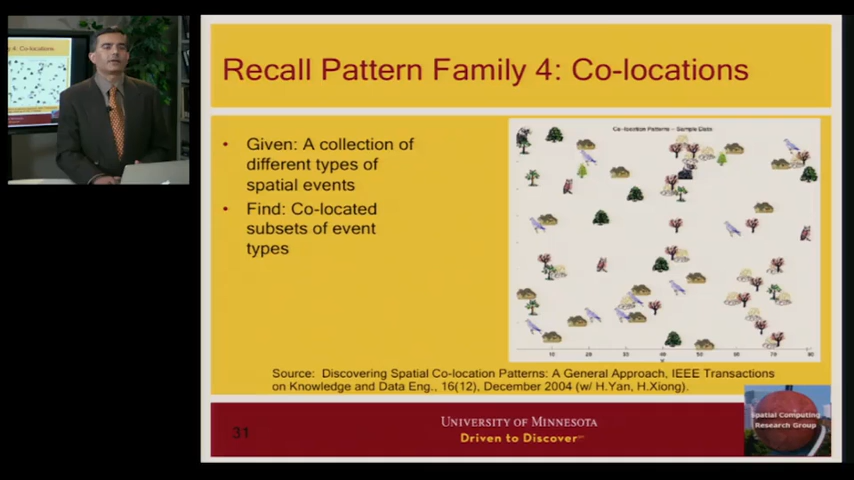 y 4: Co-locations
Recall Pattern Family 4: Co-locations
• Given: A collection of
different types of
spatial events
• Find: Co-located
subsets of event
types
Co-location Patterns – Sample Data
10 20 30 40 50 60 70 80
X
Source: Discovering Spatial Co-location Patterns: A General Approach, IEEE Transactions
on Knowledge and Data Eng., 16(12), December 2004 (w/ H.Yan, H.Xiong).
31
UNIVERSITY OF MINNESOTA
Driven to Discover
Spatial Computing
Research Group